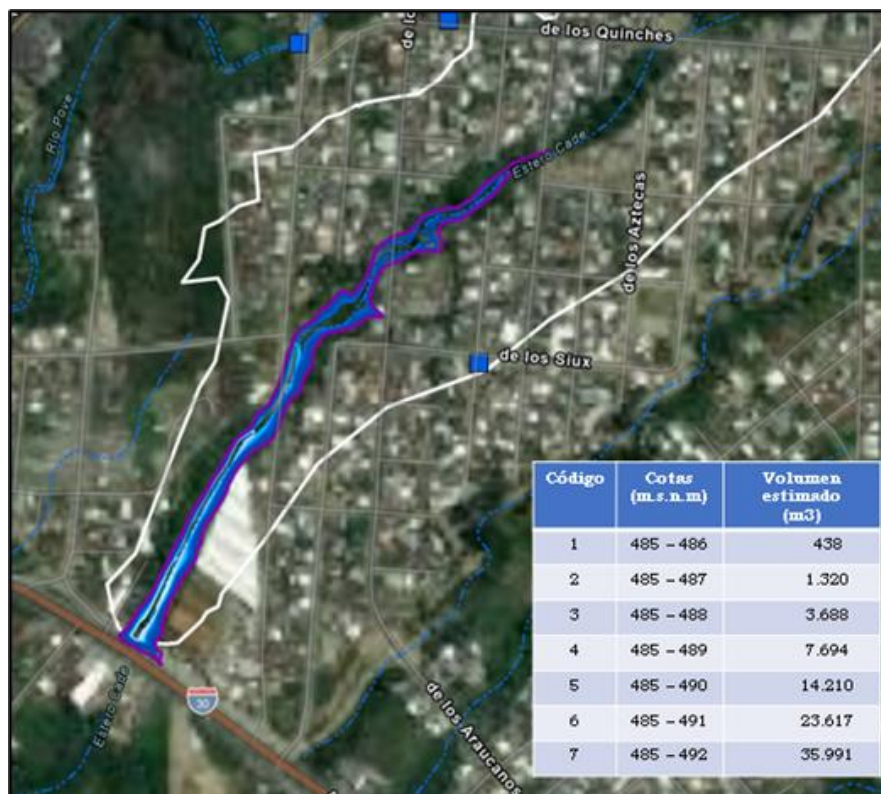 de los Quinches
de lo
Río Pove
Estero Cade
de los Aztecas
de los Siux
Código Cotas (m.s.n.m) Volumen estimado (m3)
1 485 – 486 438
2 485 – 487 1.320
3 485 – 488 3.688
4 485 – 489 7.694
5 485 – 490 14.210
6 485 – 491 23.617
7 485 – 492 35.991
30
Estero Cade
de los Araucanos